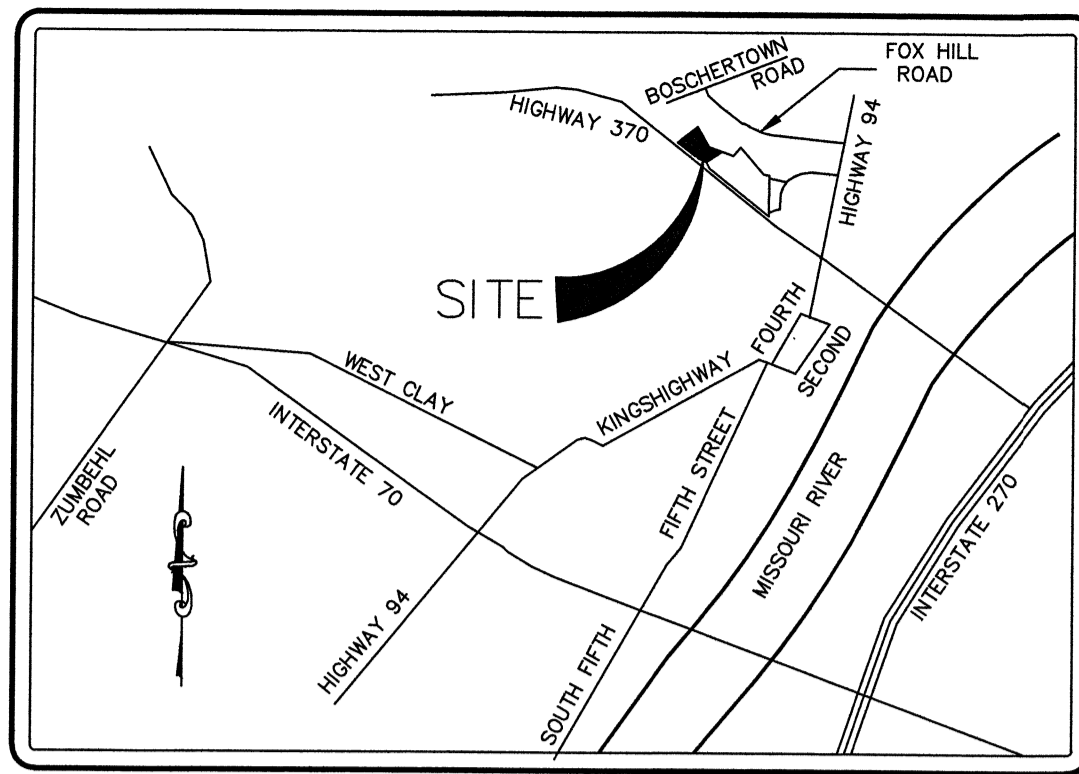 BOSCHERTOWN
ROAD
FOX HILL
ROAD
HIGHWAY 370
HIGHWAY 94
SITE
FOURTH
SECOND
WEST CLAY
KINGSHIGHWAY
INTERSTATE 70
ZUMBEHL
ROAD
FIFTH STREET
MISSOURI RIVER
INTERSTATE 270
HIGHWAY 94
SOUTH FIFTH